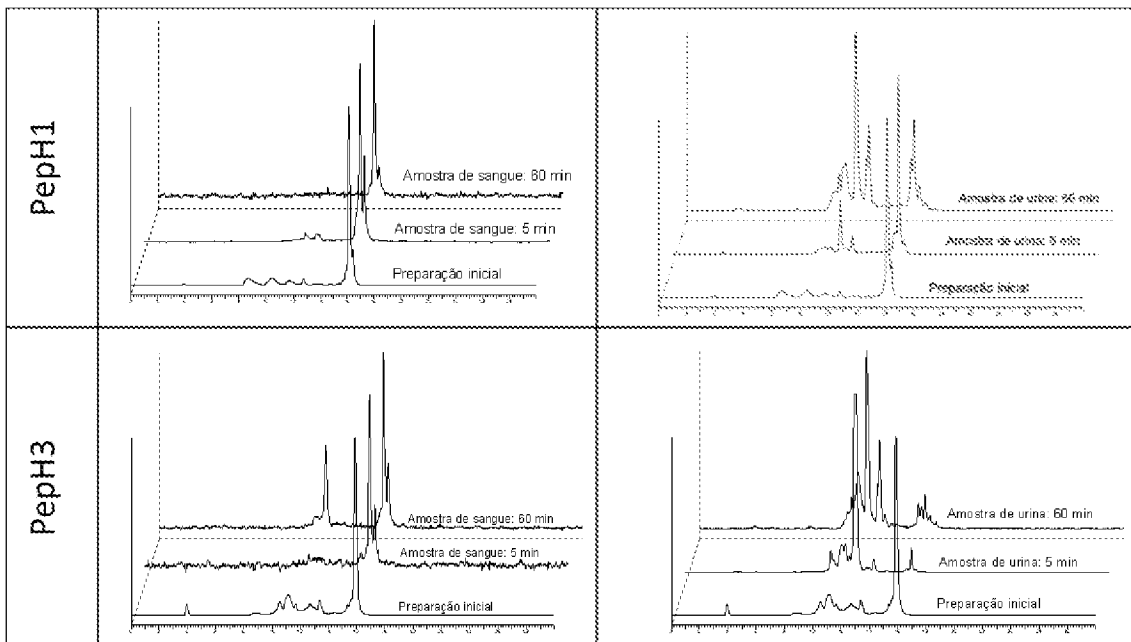 PepH1
Amostra de sangue: 60 min
Amostra de sangue: 5 min
Preparação inicial
Amostra de urina: 60 min
Amostra de urina: 5 min
Preparação inicial
PepH3
Amostra de sangue: 60 min
Amostra de sangue: 5 min
Preparação inicial
Amostra de urina: 60 min
Amostra de urina: 5 min
Preparação inicial